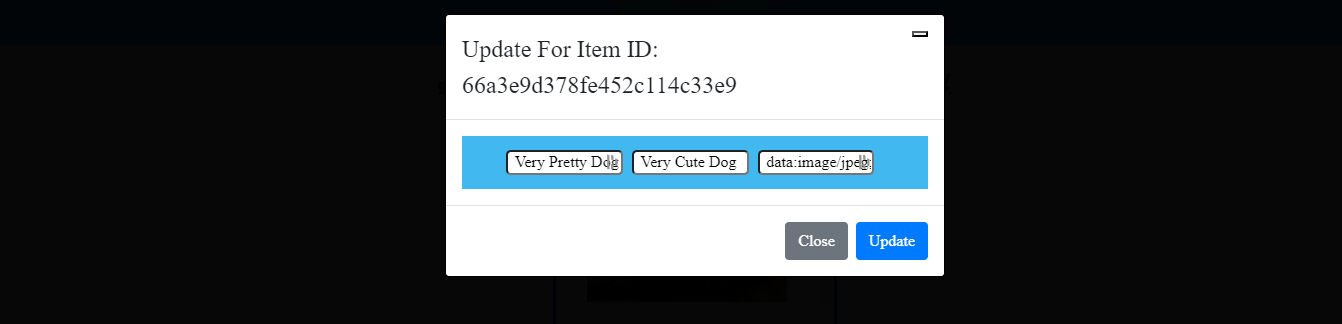 Update For Item ID:
66a3e9d378fe452c114c33e9
Very Pretty Dog Very Cute Dog data:image/jpeg;
Close Update